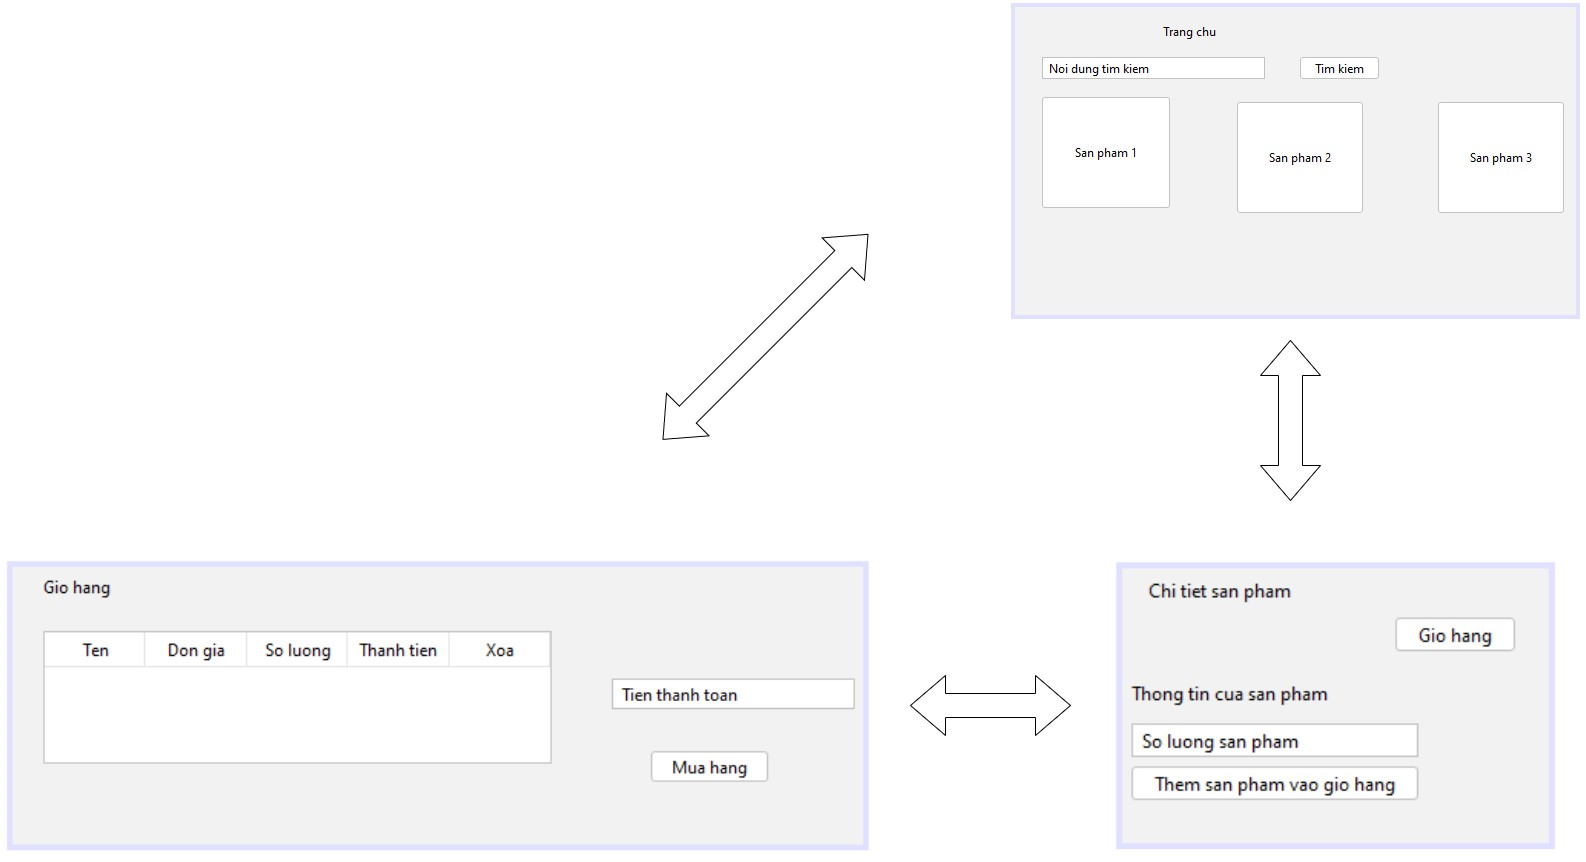 Trang chu
Noi dung tim kiem Tim kiem
San pham 1 San pham 2 San pham 3
Gio hang
Ten Don gia So luong Thanh tien Xoa
Tien thanh toan
Mua hang
Chi tiet san pham
Gio hang
Thong tin cua san pham
So luong san pham
Them san pham vao gio hang